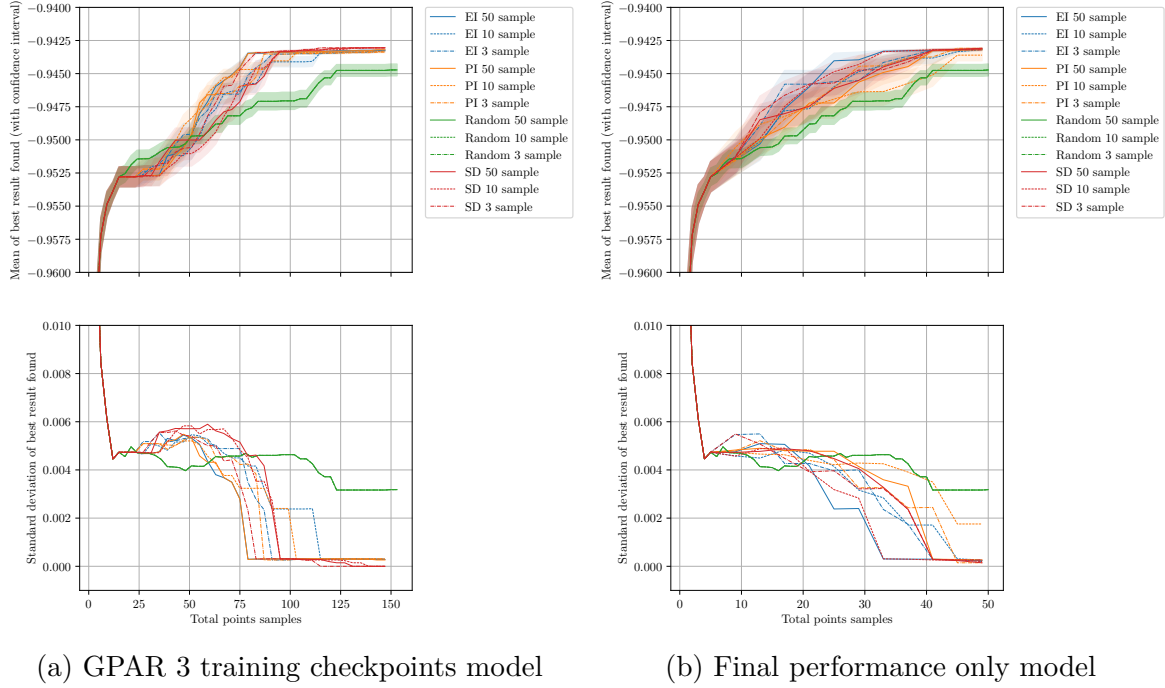 −0.9400
−0.9425
−0.9450
−0.9475
−0.9500
−0.9525
−0.9550
−0.9575
−0.9600
Mean of best result found (with confidence interval)
EI 50 sample
EI 10 sample
EI 3 sample
PI 50 sample
PI 10 sample
PI 3 sample
Random 50 sample
Random 10 sample
Random 3 sample
SD 50 sample
SD 10 sample
SD 3 sample
0.010
0.008
0.006
0.004
0.002
0.000
Standard deviation of best result found
0 25 50 75 100 125 150
Total points samples
(a) GPAR 3 training checkpoints model
−0.9400
−0.9425
−0.9450
−0.9475
−0.9500
−0.9525
−0.9550
−0.9575
−0.9600
Mean of best result found (with confidence interval)
EI 50 sample
EI 10 sample
EI 3 sample
PI 50 sample
PI 10 sample
PI 3 sample
Random 50 sample
Random 10 sample
Random 3 sample
SD 50 sample
SD 10 sample
SD 3 sample
0.010
0.008
0.006
0.004
0.002
0.000
Standard deviation of best result found
0 10 20 30 40 50
Total points samples
(b) Final performance only model